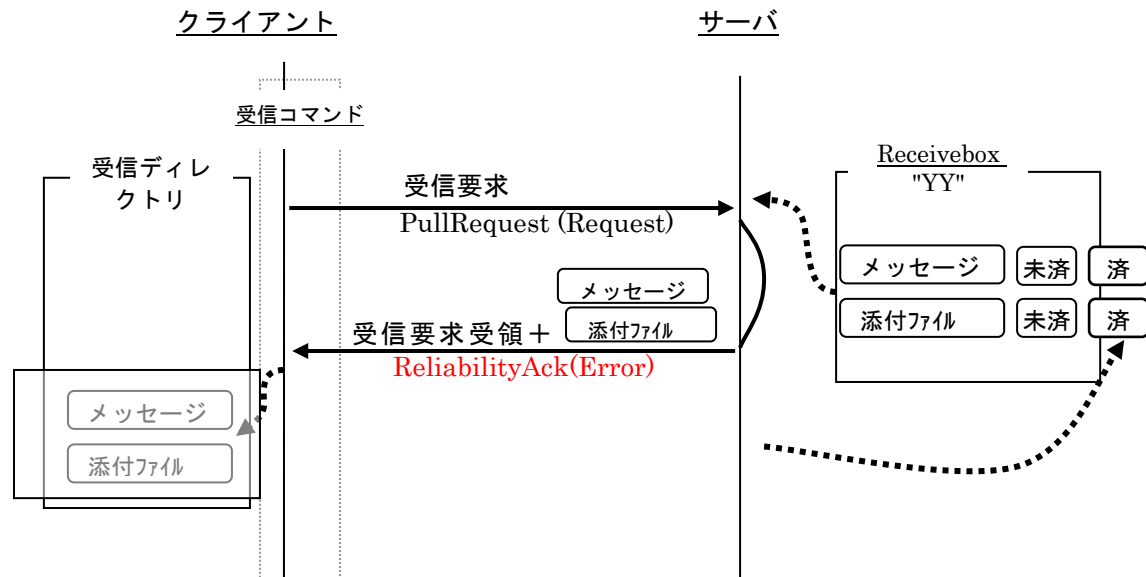 クライアント
サーバ
受信コマンド
受信ディレ
クトリ
受信要求
PullRequest (Request)
Receivebox
"YY"
メッセージ 未済 済
添付ファイル 未済 済
メッセージ
添付ファイル
受信要求受領＋
ReliabilityAck(Error)
メッセージ
添付ファイル